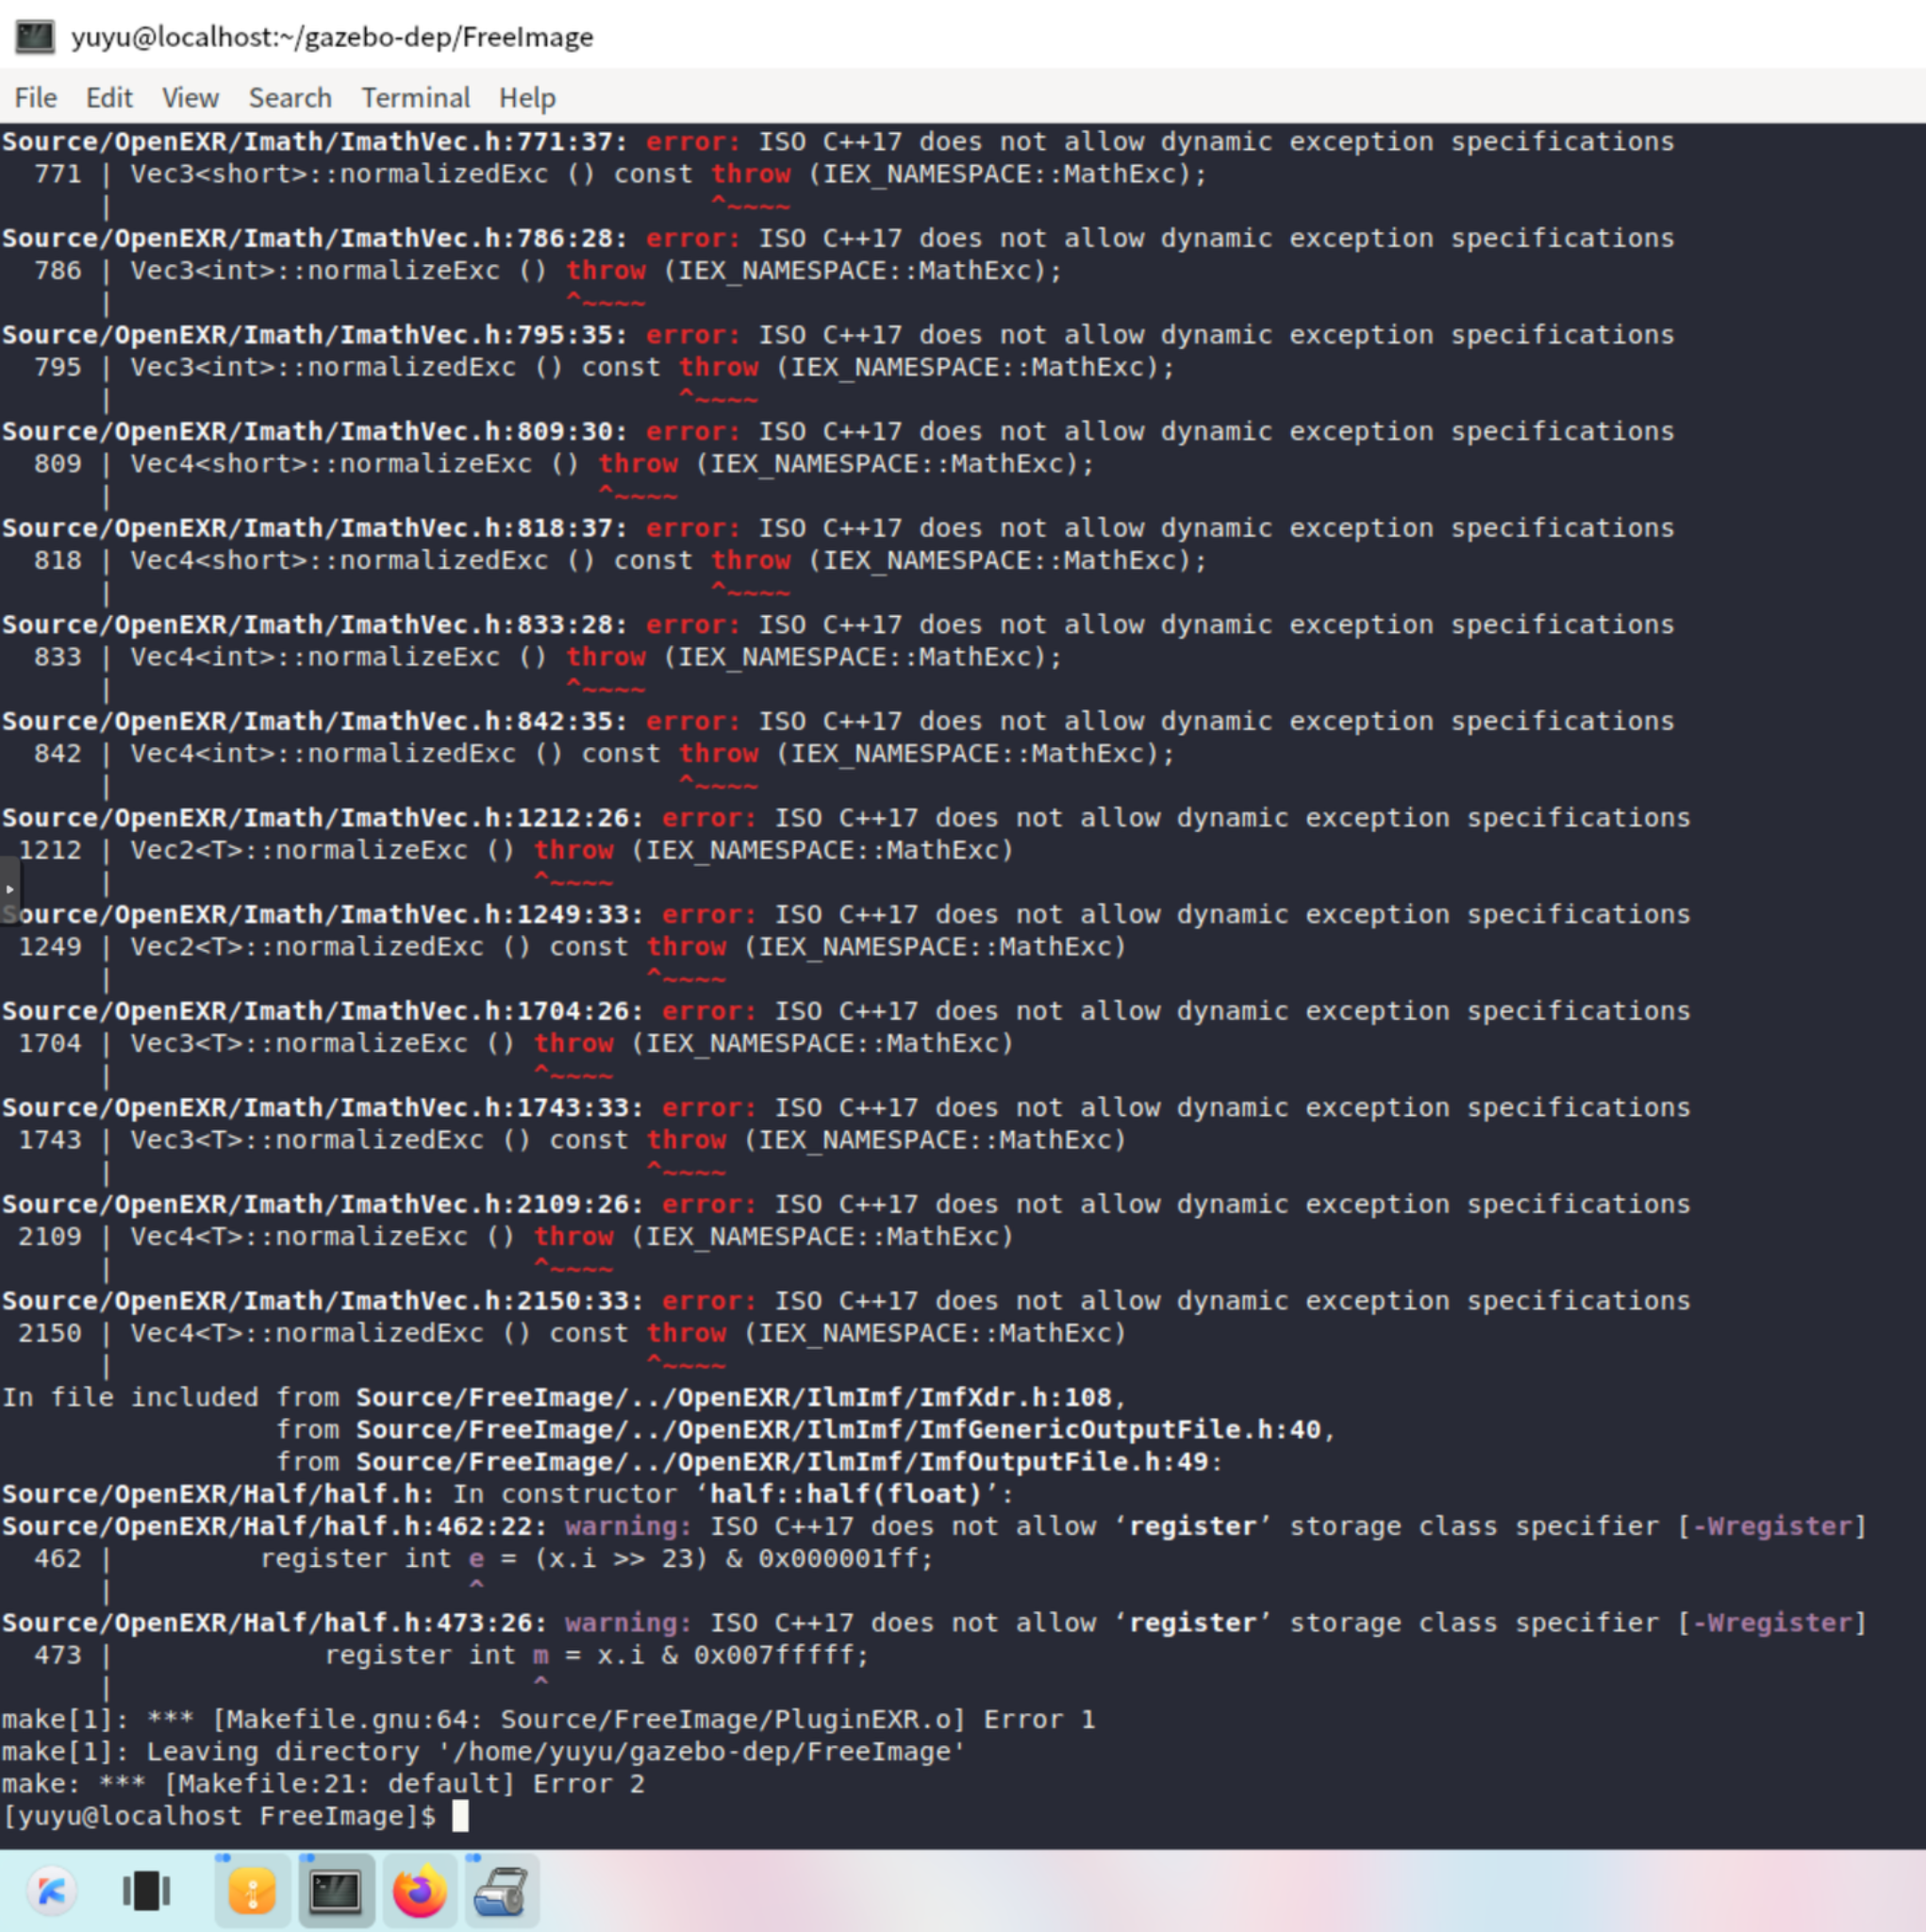 yuyu@localhost:~/gazebo-dep/FreeImage
File Edit View Search Terminal Help
Source/OpenEXR/Imath/ImathVec.h:771:37: error: ISO C++17 does not allow dynamic exception specifications
771 | Vec3<short>::normalizedExc () const throw (IEX_NAMESPACE::MathExc);
| ^~~~~
Source/OpenEXR/Imath/ImathVec.h:786:28: error: ISO C++17 does not allow dynamic exception specifications
786 | Vec3<int>::normalizeExc () throw (IEX_NAMESPACE::MathExc);
| ^~~~~
Source/OpenEXR/Imath/ImathVec.h:795:35: error: ISO C++17 does not allow dynamic exception specifications
795 | Vec3<int>::normalizedExc () const throw (IEX_NAMESPACE::MathExc);
| ^~~~~
Source/OpenEXR/Imath/ImathVec.h:809:30: error: ISO C++17 does not allow dynamic exception specifications
809 | Vec4<short>::normalizeExc () throw (IEX_NAMESPACE::MathExc);
| ^~~~~
Source/OpenEXR/Imath/ImathVec.h:818:37: error: ISO C++17 does not allow dynamic exception specifications
818 | Vec4<short>::normalizedExc () const throw (IEX_NAMESPACE::MathExc);
| ^~~~~
Source/OpenEXR/Imath/ImathVec.h:833:28: error: ISO C++17 does not allow dynamic exception specifications
833 | Vec4<int>::normalizeExc () throw (IEX_NAMESPACE::MathExc);
| ^~~~~
Source/OpenEXR/Imath/ImathVec.h:842:35: error: ISO C++17 does not allow dynamic exception specifications
842 | Vec4<int>::normalizedExc () const throw (IEX_NAMESPACE::MathExc);
| ^~~~~
Source/OpenEXR/Imath/ImathVec.h:1212:26: error: ISO C++17 does not allow dynamic exception specifications
1212 | Vec2<T>::normalizeExc () throw (IEX_NAMESPACE::MathExc)
| ^~~~~
Source/OpenEXR/Imath/ImathVec.h:1249:33: error: ISO C++17 does not allow dynamic exception specifications
1249 | Vec2<T>::normalizedExc () const throw (IEX_NAMESPACE::MathExc)
| ^~~~~
Source/OpenEXR/Imath/ImathVec.h:1704:26: error: ISO C++17 does not allow dynamic exception specifications
1704 | Vec3<T>::normalizeExc () throw (IEX_NAMESPACE::MathExc)
| ^~~~~
Source/OpenEXR/Imath/ImathVec.h:1743:33: error: ISO C++17 does not allow dynamic exception specifications
1743 | Vec3<T>::normalizedExc () const throw (IEX_NAMESPACE::MathExc)
| ^~~~~
Source/OpenEXR/Imath/ImathVec.h:2109:26: error: ISO C++17 does not allow dynamic exception specifications
2109 | Vec4<T>::normalizeExc () throw (IEX_NAMESPACE::MathExc)
| ^~~~~
Source/OpenEXR/Imath/ImathVec.h:2150:33: error: ISO C++17 does not allow dynamic exception specifications
2150 | Vec4<T>::normalizedExc () const throw (IEX_NAMESPACE::MathExc)
| ^~~~~
In file included from Source/FreeImage/../OpenEXR/IlmImf/ImfXdr.h:108,
from Source/FreeImage/../OpenEXR/IlmImf/ImfGenericOutputFile.h:40,
from Source/FreeImage/../OpenEXR/IlmImf/ImfOutputFile.h:49:
Source/OpenEXR/Half/half.h: In constructor ‘half::half(float)’:
Source/OpenEXR/Half/half.h:462:22: warning: ISO C++17 does not allow ‘register’ storage class specifier [-Wregister]
462 | register int e = (x.i >> 23) & 0x000001ff;
| ^
Source/OpenEXR/Half/half.h:473:26: warning: ISO C++17 does not allow ‘register’ storage class specifier [-Wregister]
473 | register int m = x.i & 0x007fffff;
| ^
make[1]: *** [Makefile.gnu:64: Source/FreeImage/PluginEXR.o] Error 1
make[1]: Leaving directory '/home/yuyu/gazebo-dep/FreeImage'
make: *** [Makefile:21: default] Error 2
[yuyu@localhost FreeImage]$